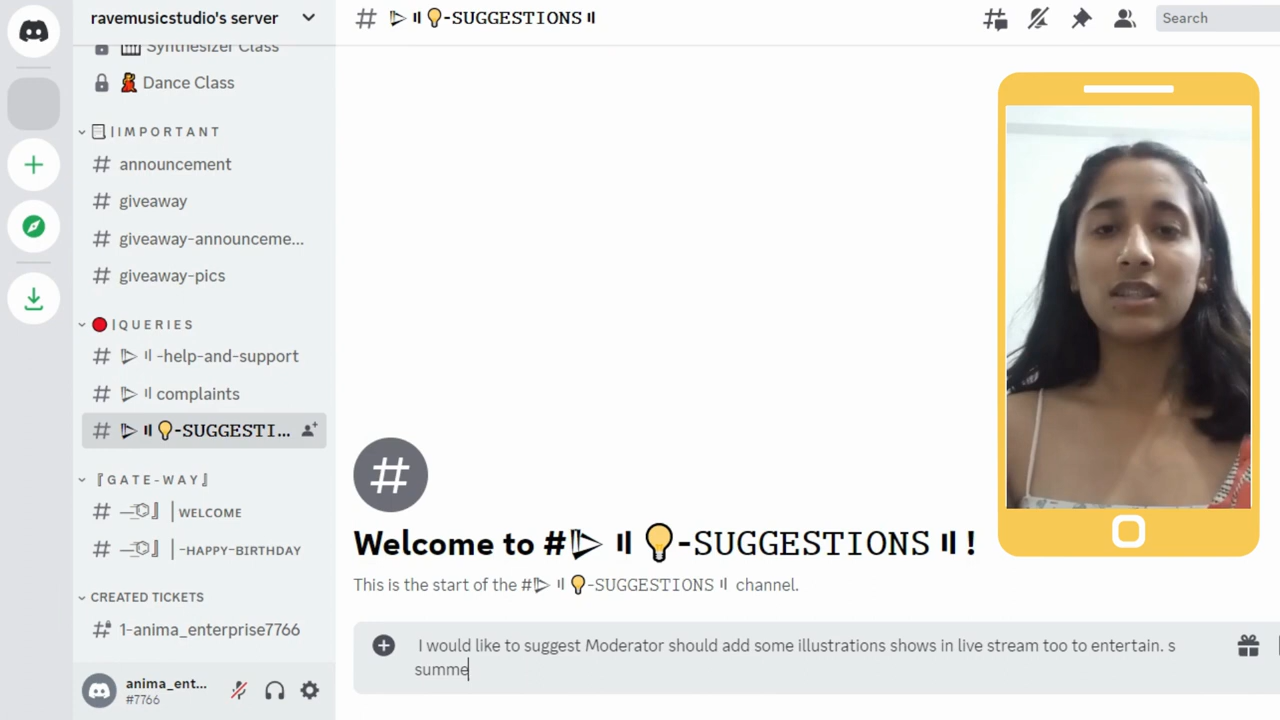 ravemusicstudio's server
Synthesizer Class
Dance Class
|IMPORTANT
# announcement
# giveaway
# giveaway-announceme...
# giveaway-pics
|QUERIES
# -help-and-support
# complaints
# 💡-SUGGESTI...
『GATE-WAY』
# 』|WELCOME
# 』|-HAPPY-BIRTHDAY
CREATED TICKETS
# 1-anima_enterprise7766
anima_ent...
#7766
# 💡-SUGGESTIONS
Search
Welcome to #💡-SUGGESTIONS!
This is the start of the #💡-SUGGESTIONS channel.
I would like to suggest Moderator should add some illustrations shows in live stream too to entertain. s
summe